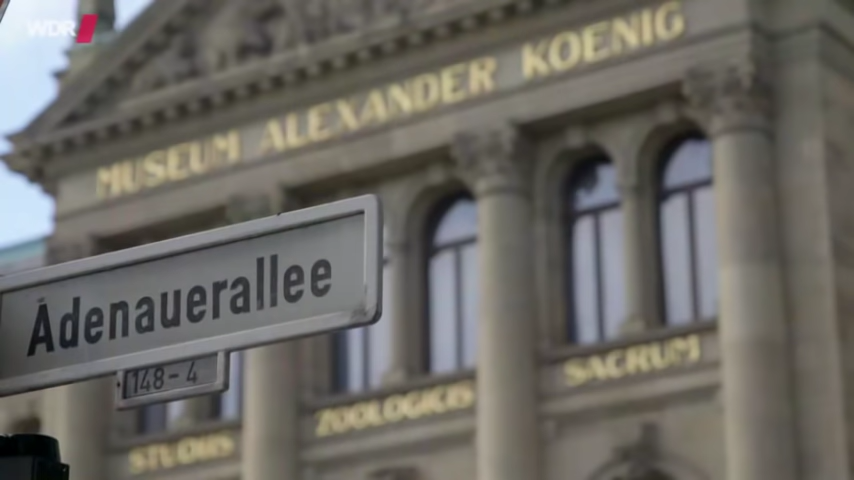 WDR
MUSEUM ALEXANDER KOENIG
Adenauerallee
148-4
STUDIIS ZOOLOGICIS SACRUM